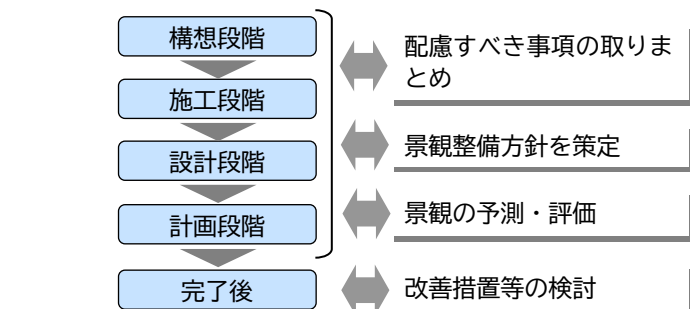 構想段階
配慮すべき事項の取りま
とめ
施工段階
景観整備方針を策定
設計段階
計画段階
景観の予測・評価
完了後
改善措置等の検討